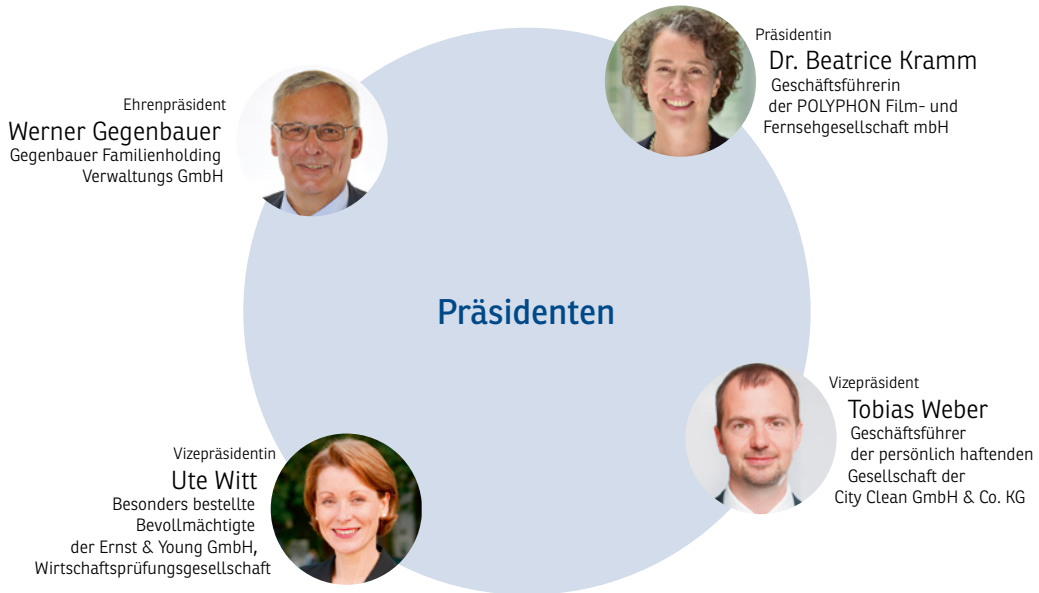 Ehrenpräsident
Werner Gegenbauer
Gegenbauer Familienholding
Verwaltungs GmbH
Präsidentin
Dr. Beatrice Kramm
Geschäftsführerin
der POLYPHON Film- und
Fernsehgesellschaft mbH
Präsidenten
Vizepräsidentin
Ute Witt
Besonders bestellte
Bevollmächtigte
der Ernst & Young GmbH,
Wirtschaftsprüfungsgesellschaft
Vizepräsident
Tobias Weber
Geschäftsführer
der persönlich haftenden
Gesellschaft der
City Clean GmbH & Co. KG